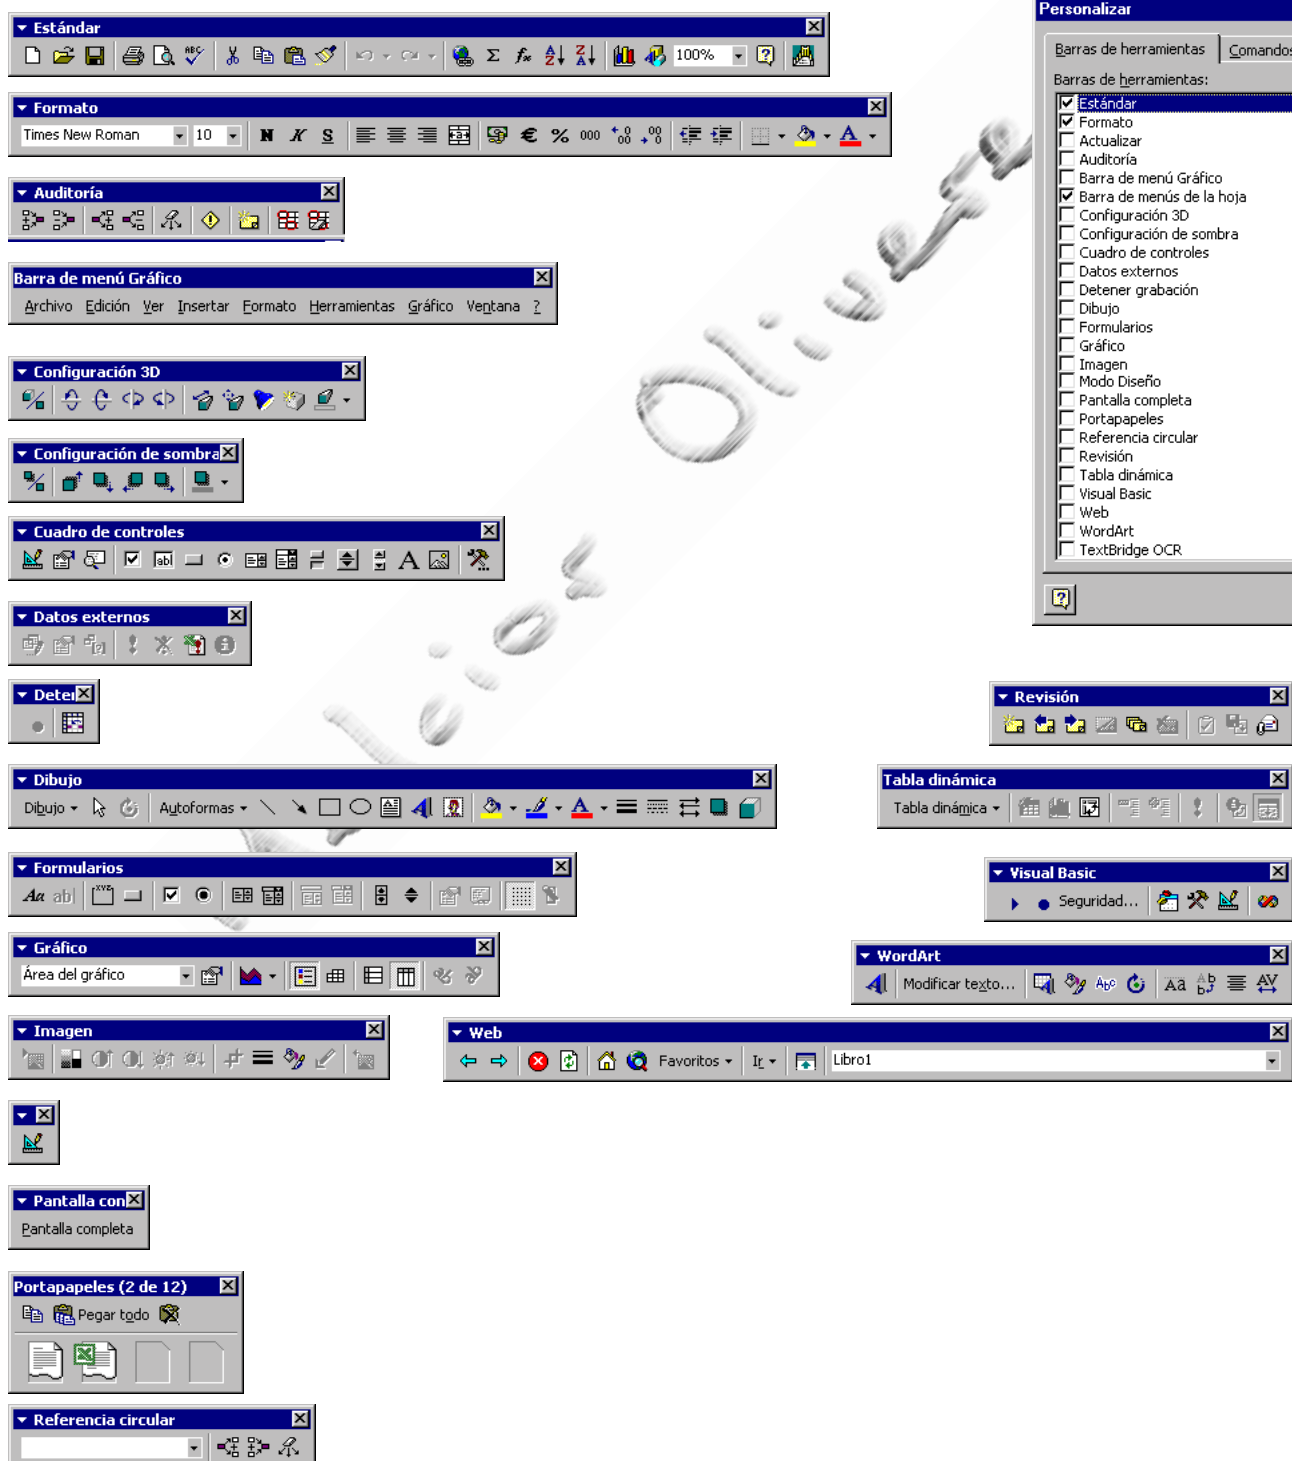 Estándar
100%
Formato
Times New Roman 10 N K S % 000
Auditoría
Barra de menú Gráfico
Archivo Edición Ver Insertar Formato Herramientas Gráfico Ventana ?
Configuración 3D
Configuración de sombra
Cuadro de controles
abl
Datos externos
Dibujo
Dibujo Autoformas
Formularios
Aa ab| xyz
Gráfico
Área del gráfico
Imagen
Pantalla con
Pantalla completa
Portapapeles (2 de 12)
Pegar todo
Referencia circular
Personalizar
Barras de herramientas Comandos
Barras de herramientas:
Estándar
Formato
Actualizar
Auditoría
Barra de menú Gráfico
Barra de menús de la hoja
Configuración 3D
Configuración de sombra
Cuadro de controles
Datos externos
Detener grabación
Dibujo
Formularios
Gráfico
Imagen
Modo Diseño
Pantalla completa
Portapapeles
Referencia circular
Revisión
Tabla dinámica
Visual Basic
Web
WordArt
TextBridge OCR
Revisión
Tabla dinámica
Tabla dinámica
Visual Basic
Seguridad...
WordArt
Modificar texto...
Web
Favoritos Ir Libro1